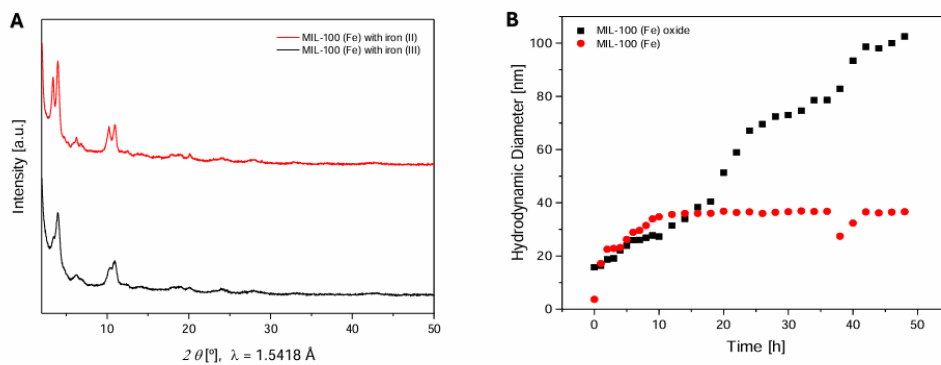 A
MIL-100 (Fe) with iron (II)
MIL-100 (Fe) with iron (III)
Intensity [a.u.]
10
20
30
40
50
2 θ [º], λ = 1.5418 Å
B
MIL-100 (Fe) oxide
MIL-100 (Fe)
Hydrodynamic Diameter [nm]
100
80
60
40
20
0
0
10
20
30
40
50
Time [h]